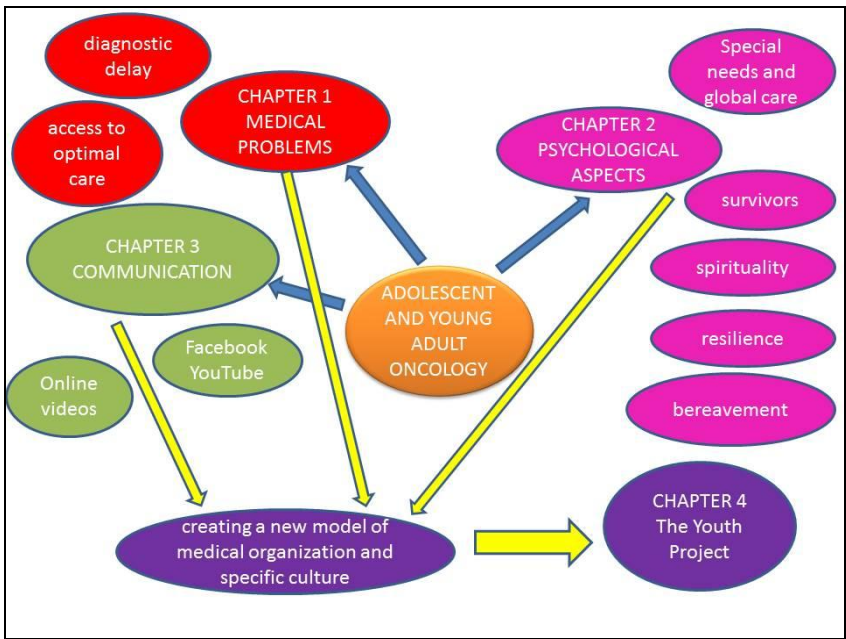 diagnostic
delay
access to
optimal
care
CHAPTER 1
MEDICAL
PROBLEMS
CHAPTER 2
PSYCHOLOGICAL
ASPECTS
Special
needs and
global care
survivors
spirituality
resilience
bereavement
CHAPTER 3
COMMUNICATION
Facebook
YouTube
Online
videos
ADOLESCENT
AND YOUNG
ADULT
ONCOLOGY
creating a new model of
medical organization and
specific culture
CHAPTER 4
The Youth
Project